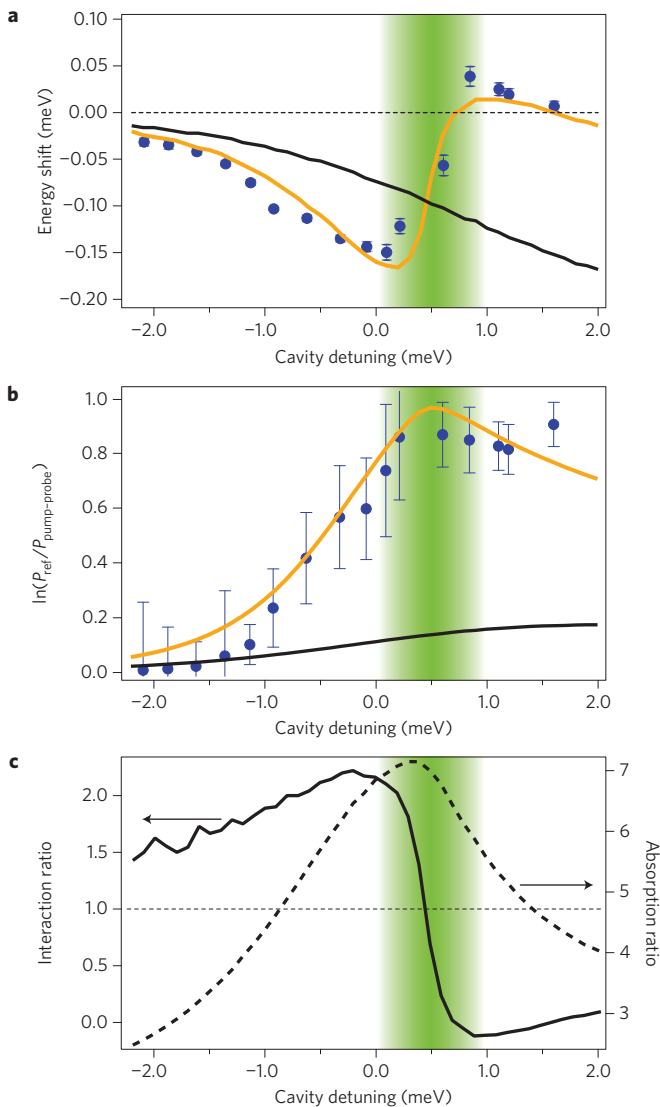 a
0.10
0.05
0.00
−0.05
−0.10
−0.15
−0.20
Energy shift (meV)
−2.0 −1.0 0.0 1.0 2.0
Cavity detuning (meV)
b
1.0
0.8
0.6
0.4
0.2
0.0
ln(Pref/Ppump-probe)
−2.0 −1.0 0.0 1.0 2.0
Cavity detuning (meV)
c
2.0
1.5
1.0
0.5
0.0
Interaction ratio
7
6
5
4
3
Absorption ratio
−2.0 −1.0 0.0 1.0 2.0
Cavity detuning (meV)